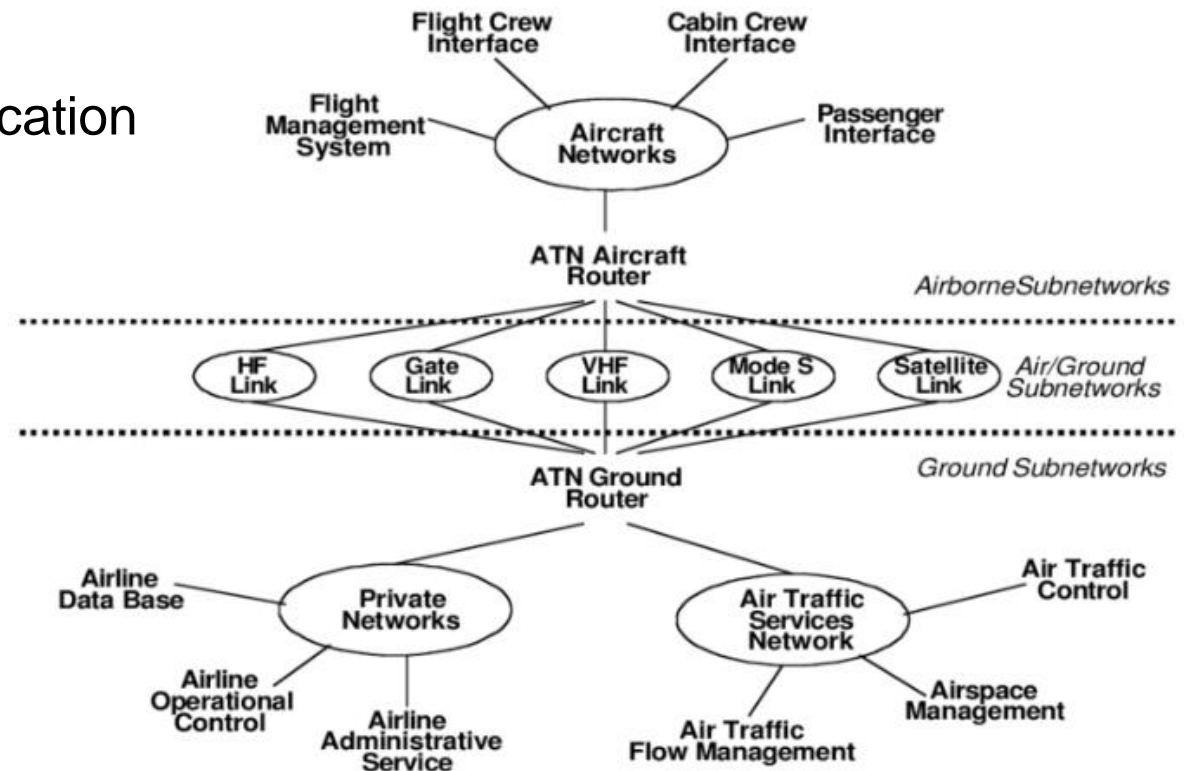 Flight Crew
Interface
Cabin Crew
Interface
cation
Flight
Management
System
Aircraft
Networks
Passenger
Interface
ATN Aircraft
Router
AirborneSubnetworks
HF
Link
Gate
Link
VHF
Link
Mode S
Link
Satellite
Link
Air/Ground
Subnetworks
Ground Subnetworks
ATN Ground
Router
Airline
Data Base
Private
Networks
Air Traffic
Services
Network
Air Traffic
Control
Airline
Operational
Control
Airline
Administrative
Service
Air Traffic
Flow Management
Airspace
Management